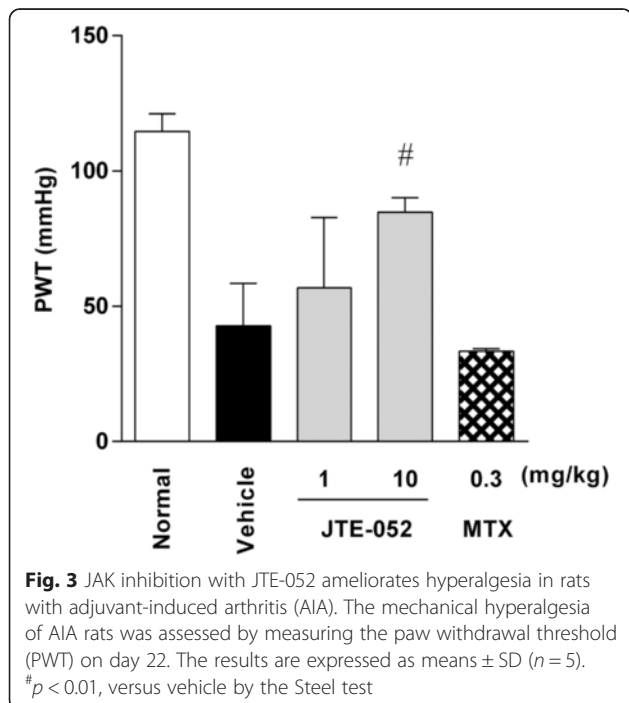 150
100
50
0
PWT (mmHg)
#
Normal
Vehicle
1 10 0.3 (mg/kg)
JTE-052 MTX
Fig. 3 JAK inhibition with JTE-052 ameliorates hyperalgesia in rats
with adjuvant-induced arthritis (AIA). The mechanical hyperalgesia
of AIA rats was assessed by measuring the paw withdrawal threshold
(PWT) on day 22. The results are expressed as means ± SD (n = 5).
#p < 0.01, versus vehicle by the Steel test